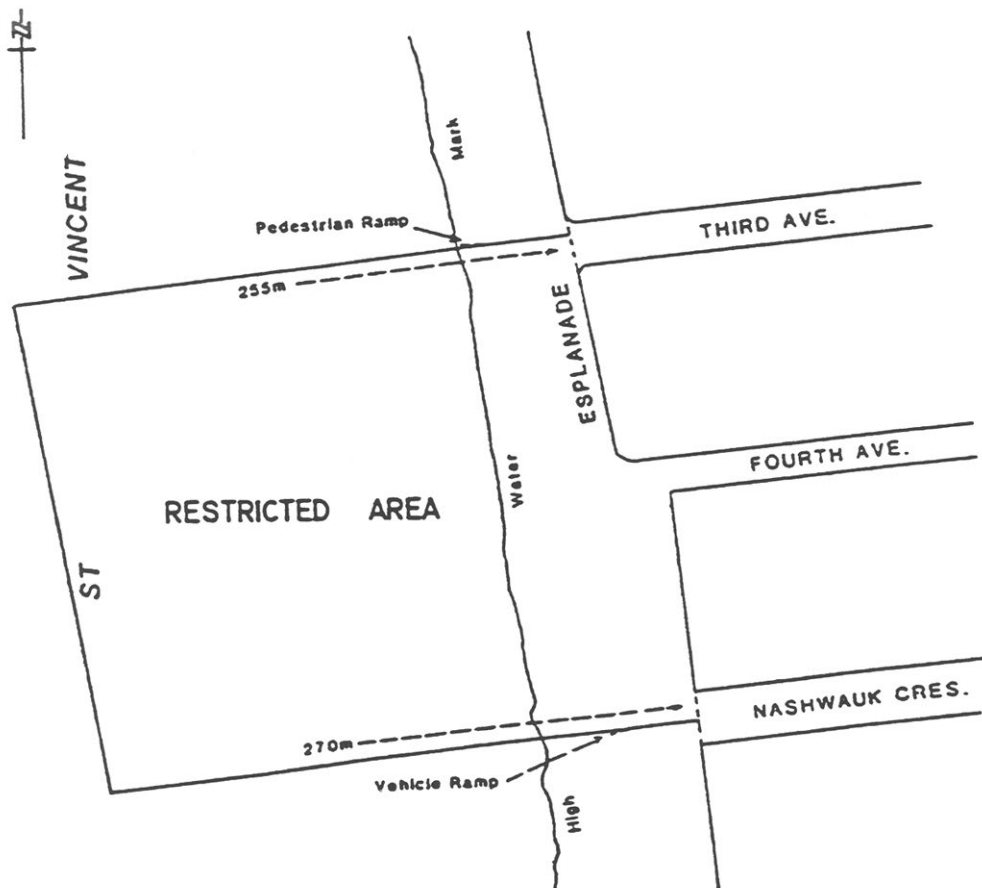 N
VINCENT
Mark
Pedestrian Ramp
THIRD AVE.
255m
ESPLANADE
FOURTH AVE.
Water
RESTRICTED AREA
ST
NASHWAUK CRES.
270m
Vehicle Ramp
High